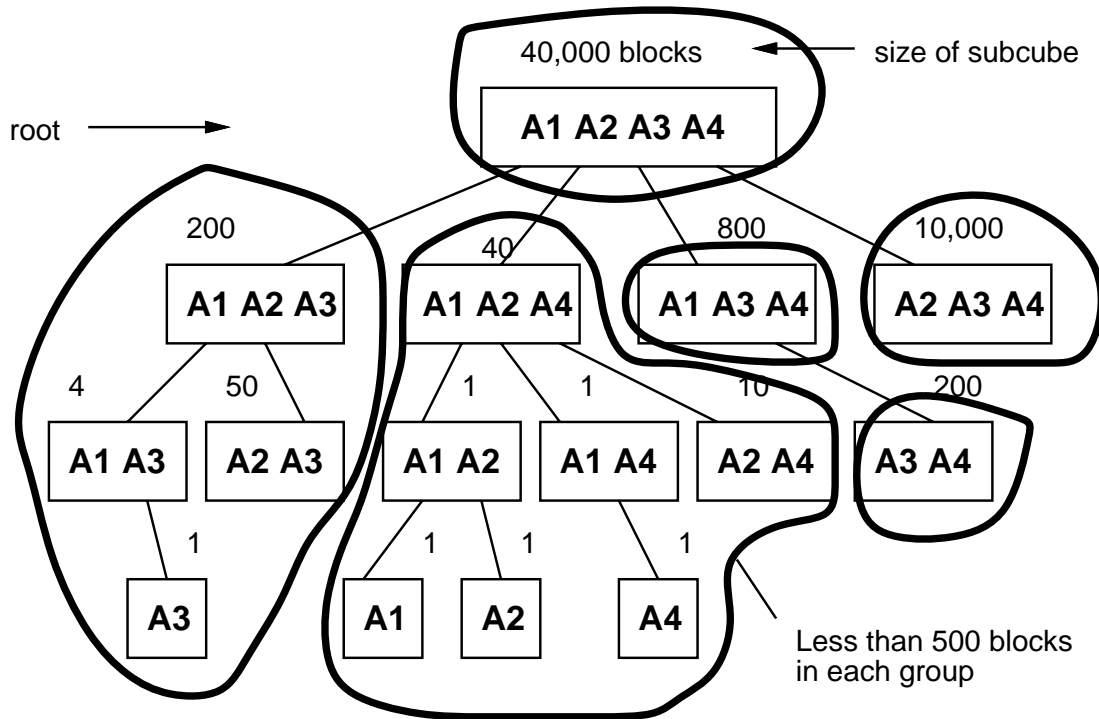 40,000 blocks
size of subcube
root
A1 A2 A3 A4
200
40
800
10,000
A1 A2 A3
A1 A2 A4
A1 A3 A4
A2 A3 A4
4
50
1
1
10
200
A1 A3
A2 A3
A1 A2
A1 A4
A2 A4
A3 A4
1
1
1
1
A3
A1
A2
A4
Less than 500 blocks
in each group